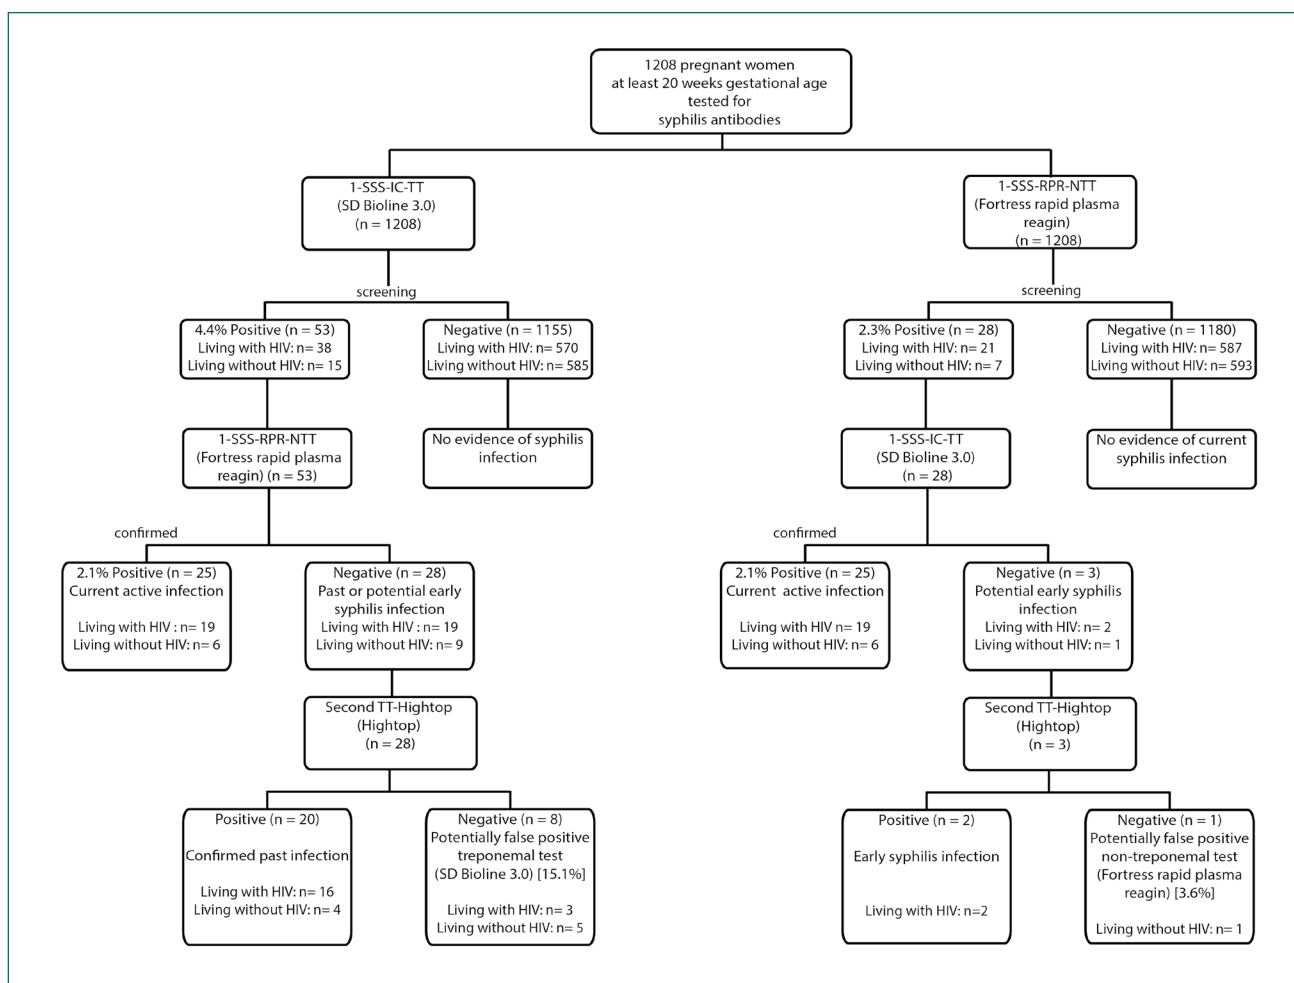 1208 pregnant women
at least 20 weeks gestational age
tested for
syphilis antibodies
1-SSS-IC-TT
(SD Bioline 3.0)
(n = 1208)
1-SSS-RPR-NTT
(Fortress rapid plasma
reagin)
(n = 1208)
screening
screening
4.4% Positive (n = 53)
Living with HIV: n= 38
Living without HIV: n= 15
Negative (n = 1155)
Living with HIV: n= 570
Living without HIV: n= 585
2.3% Positive (n = 28)
Living with HIV: n= 21
Living without HIV: n= 7
Negative (n = 1180)
Living with HIV: n= 587
Living without HIV: n= 593
1-SSS-RPR-NTT
(Fortress rapid plasma
reagin) (n = 53)
No evidence of syphilis
infection
1-SSS-IC-TT
(SD Bioline 3.0)
(n = 28)
No evidence of current
syphilis infection
confirmed
confirmed
2.1% Positive (n = 25)
Current active infection
Living with HIV : n= 19
Living without HIV: n= 6
Negative (n = 28)
Past or potential early
syphilis infection
Living with HIV : n= 19
Living without HIV: n= 9
2.1% Positive (n = 25)
Current active infection
Living with HIV n= 19
Living without HIV: n= 6
Negative (n = 3)
Potential early syphilis
infection
Living with HIV: n= 2
Living without HIV: n= 1
Second TT-Hightop
(Hightop)
(n = 28)
Second TT-Hightop
(Hightop)
(n = 3)
Positive (n = 20)
Confirmed past infection
Living with HIV: n= 16
Living without HIV: n= 4
Negative (n = 8)
Potentially false positive
treponemal test
(SD Bioline 3.0) [15.1%]
Living with HIV: n= 3
Living without HIV: n= 5
Positive (n = 2)
Early syphilis infection
Living with HIV: n=2
Negative (n = 1)
Potentially false positive
non-treponemal test
(Fortress rapid plasma
reagin) [3.6%]
Living without HIV: n= 1